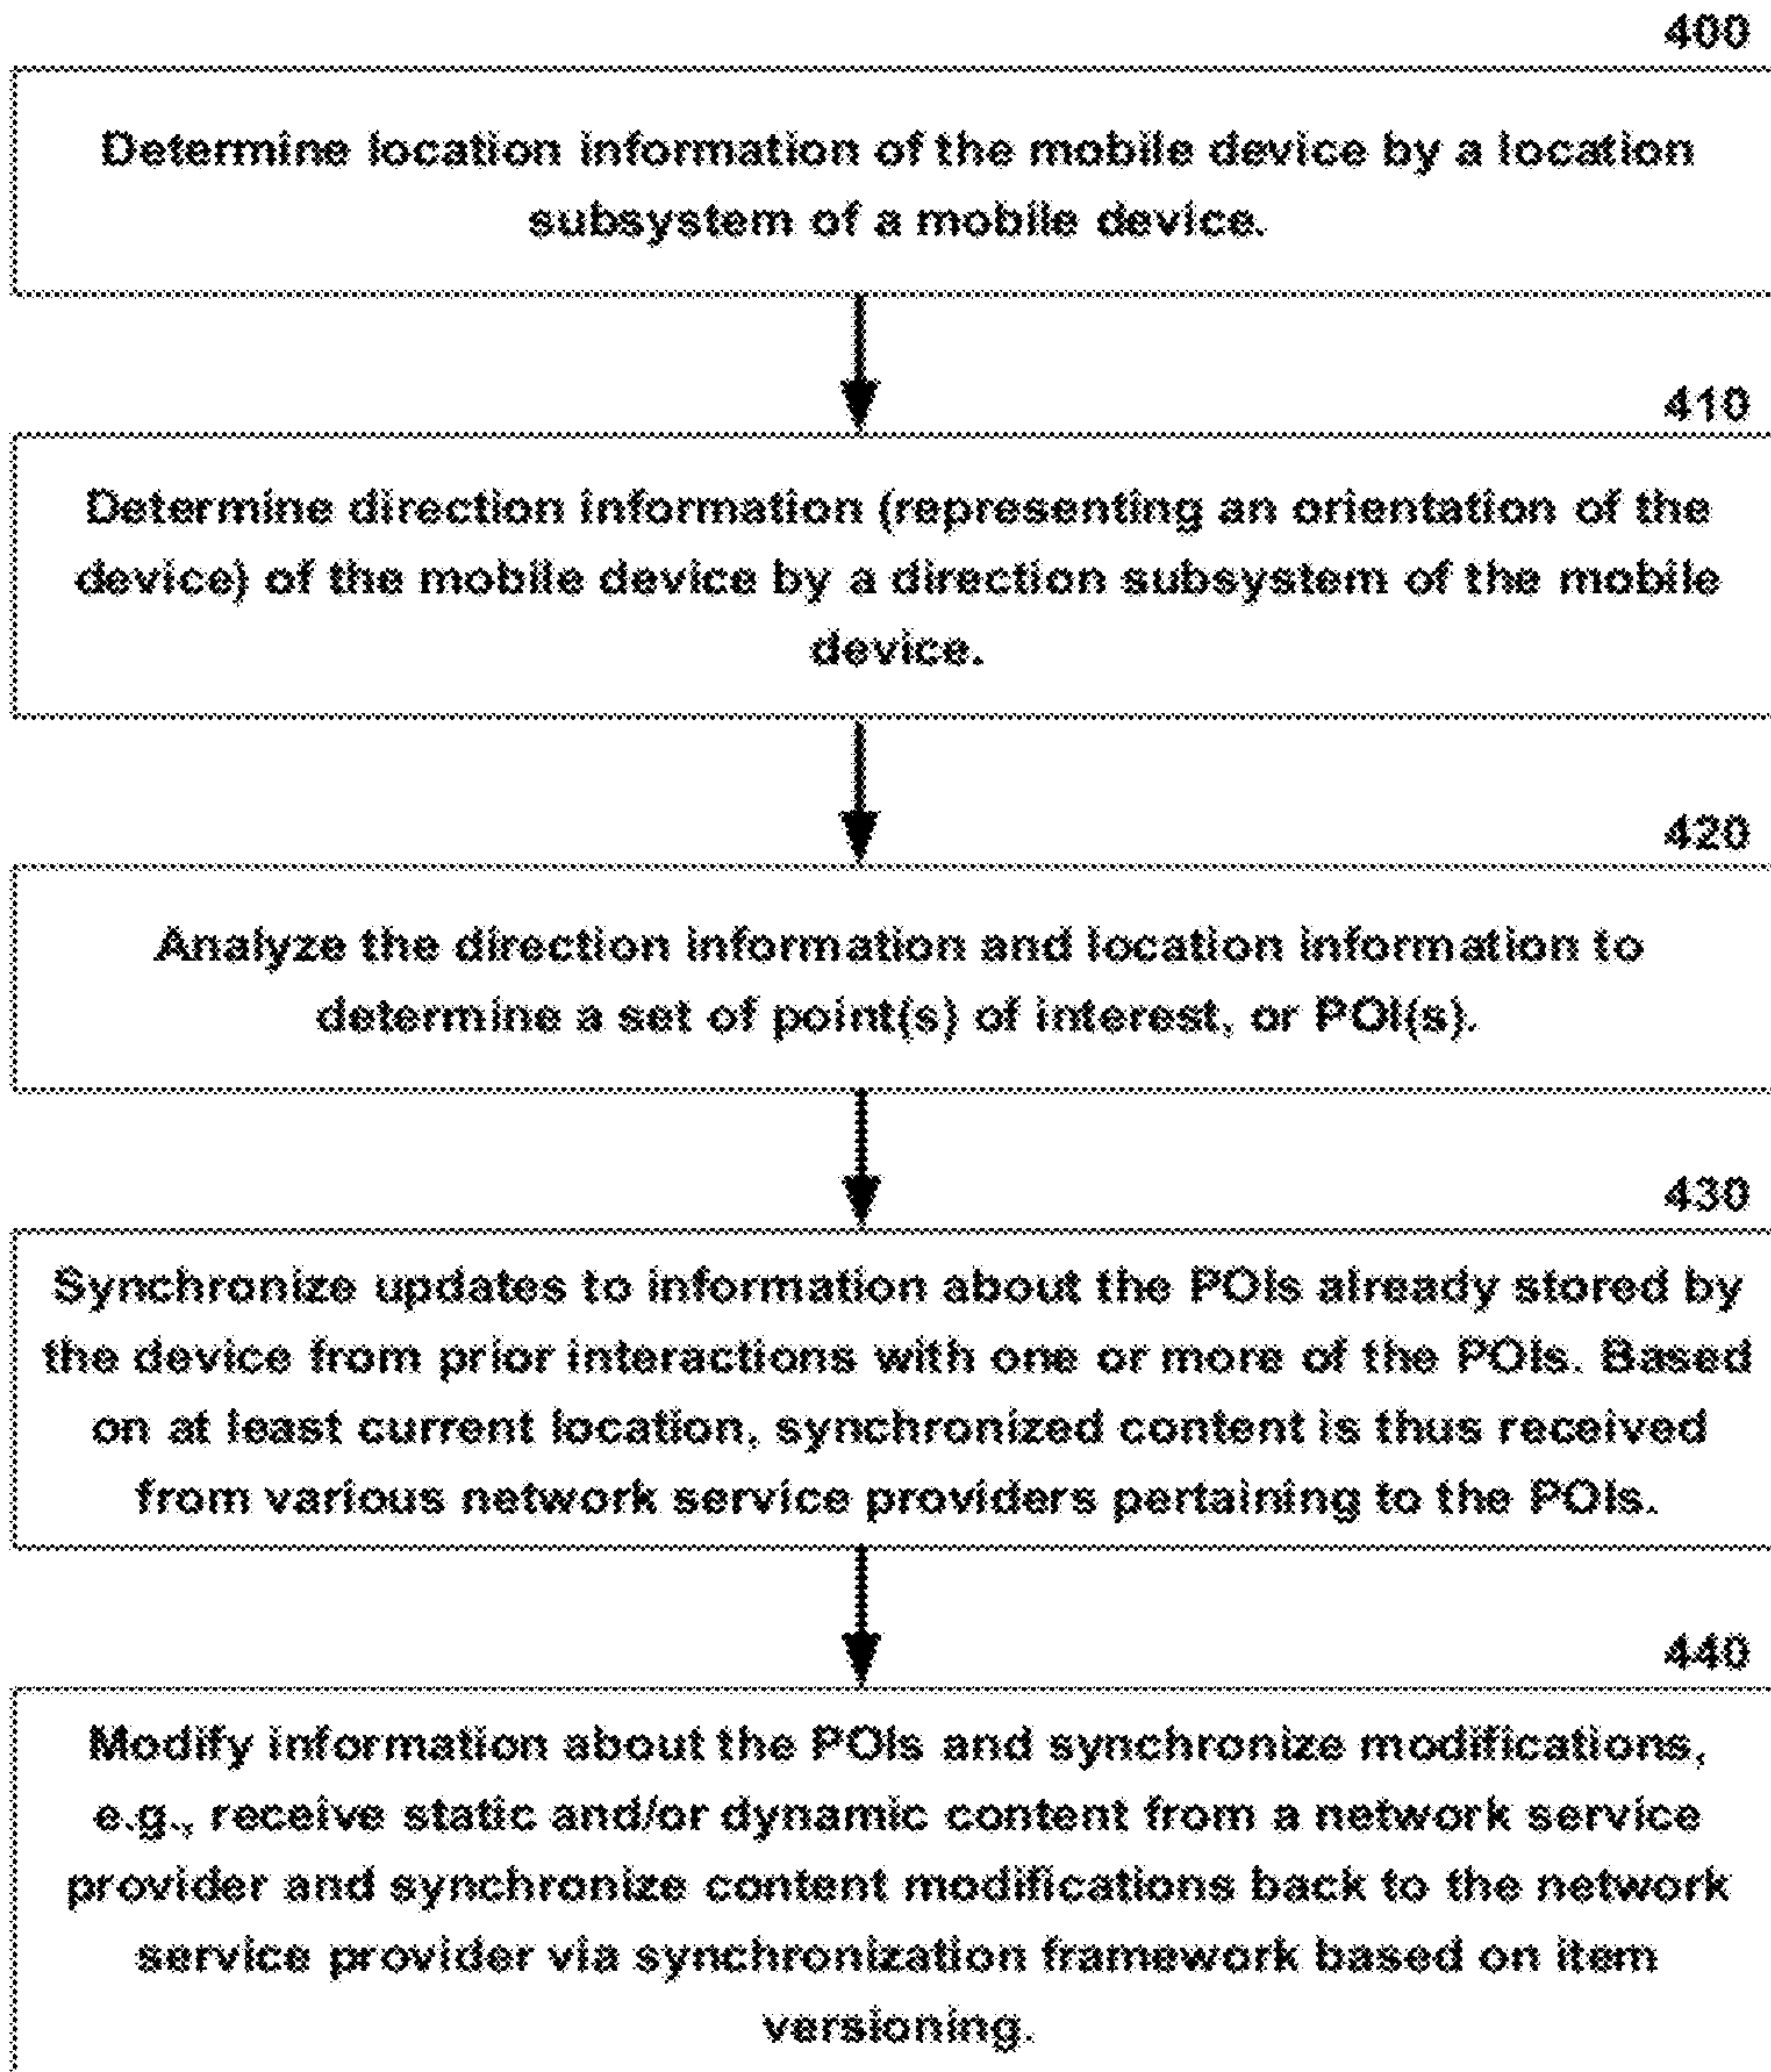 400
Determine location information of the mobile device by a location
subsystem of a mobile device.
410
Determine direction information (representing an orientation of the
device) of the mobile device by a direction subsystem of the mobile
device.
420
Analyze the direction information and location information to
determine a set of point(s) of interest, or POI(s).
430
Synchronize updates to information about the POIs already stored by
the device from prior interactions with one or more of the POIs. Based
on at least current location, synchronized content is thus received
from various network service providers pertaining to the POIs.
440
Modify information about the POIs and synchronize modifications,
e.g., receive static and/or dynamic content from a network service
provider and synchronize content modifications back to the network
service provider via synchronization framework based on item
versioning.